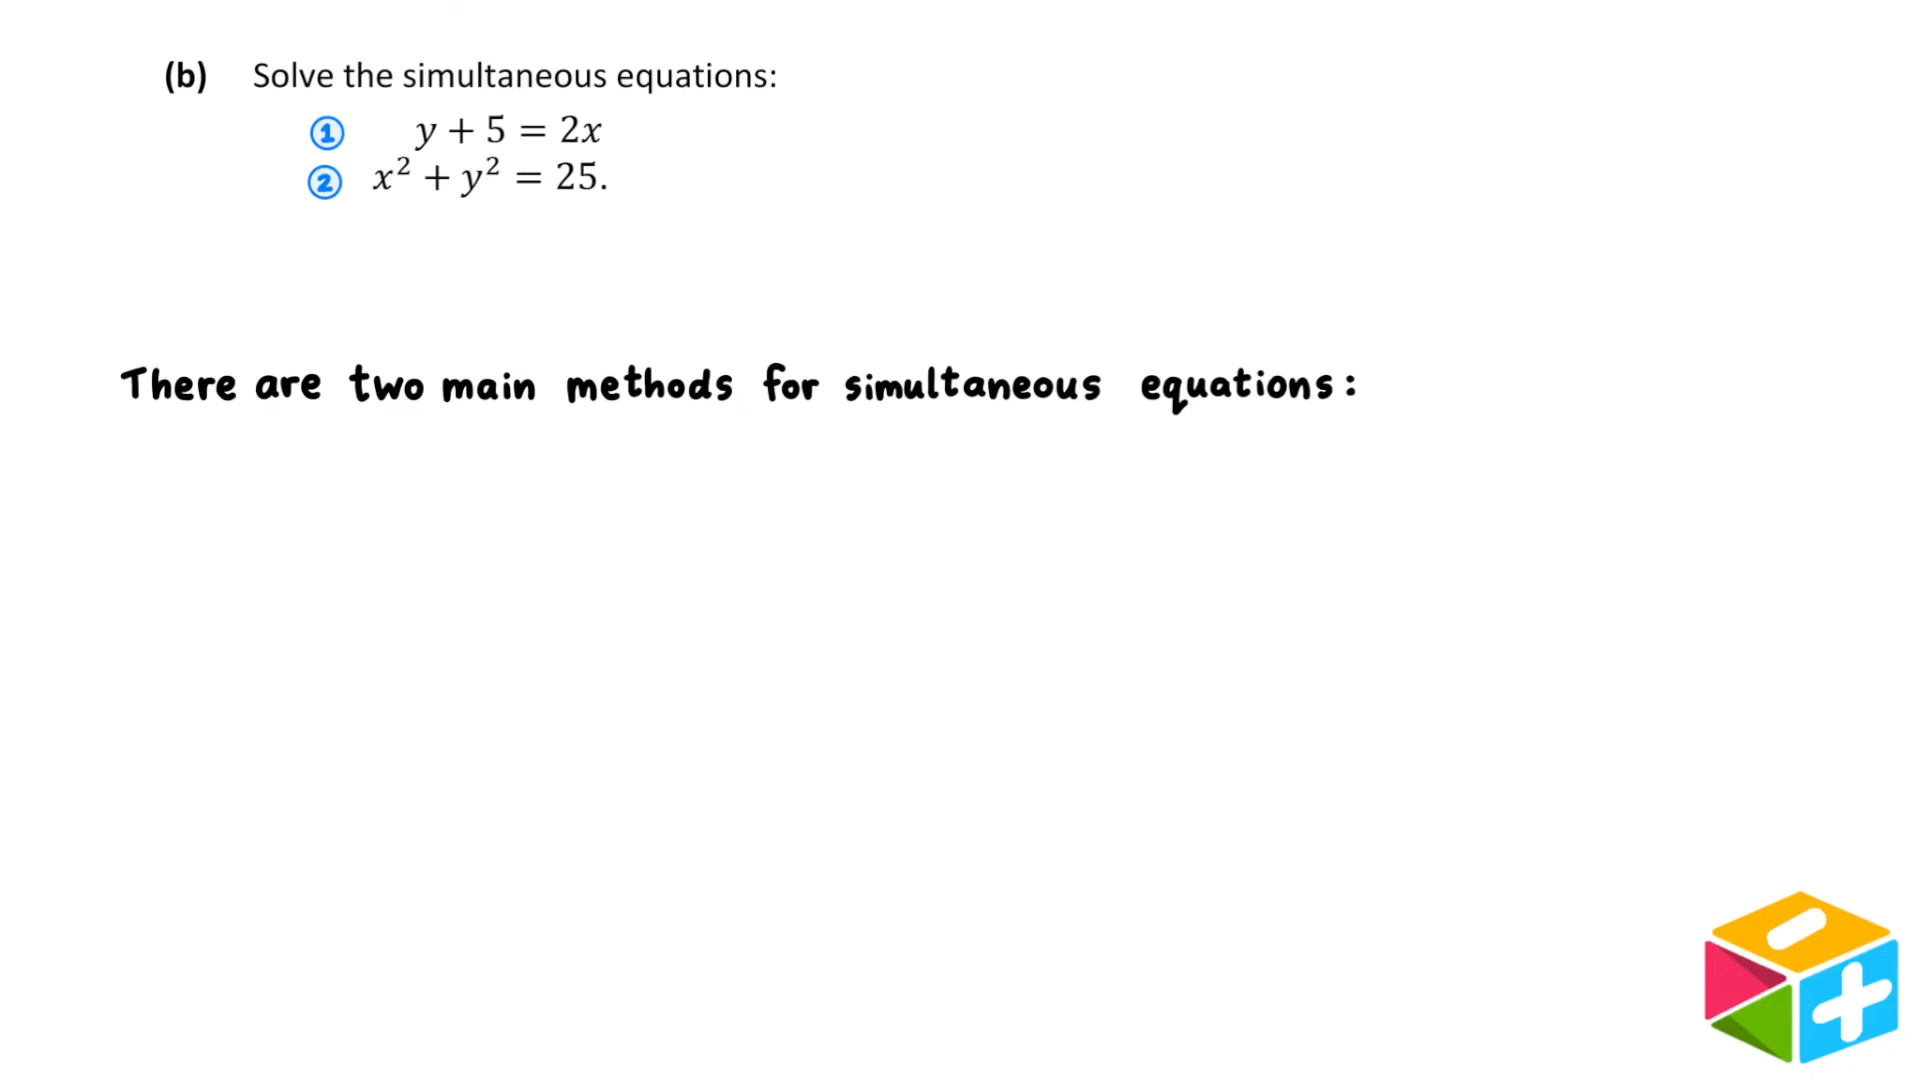 (b) Solve the simultaneous equations:
① y + 5 = 2x
② x² + y² = 25.
There are two main methods for simultaneous equations: